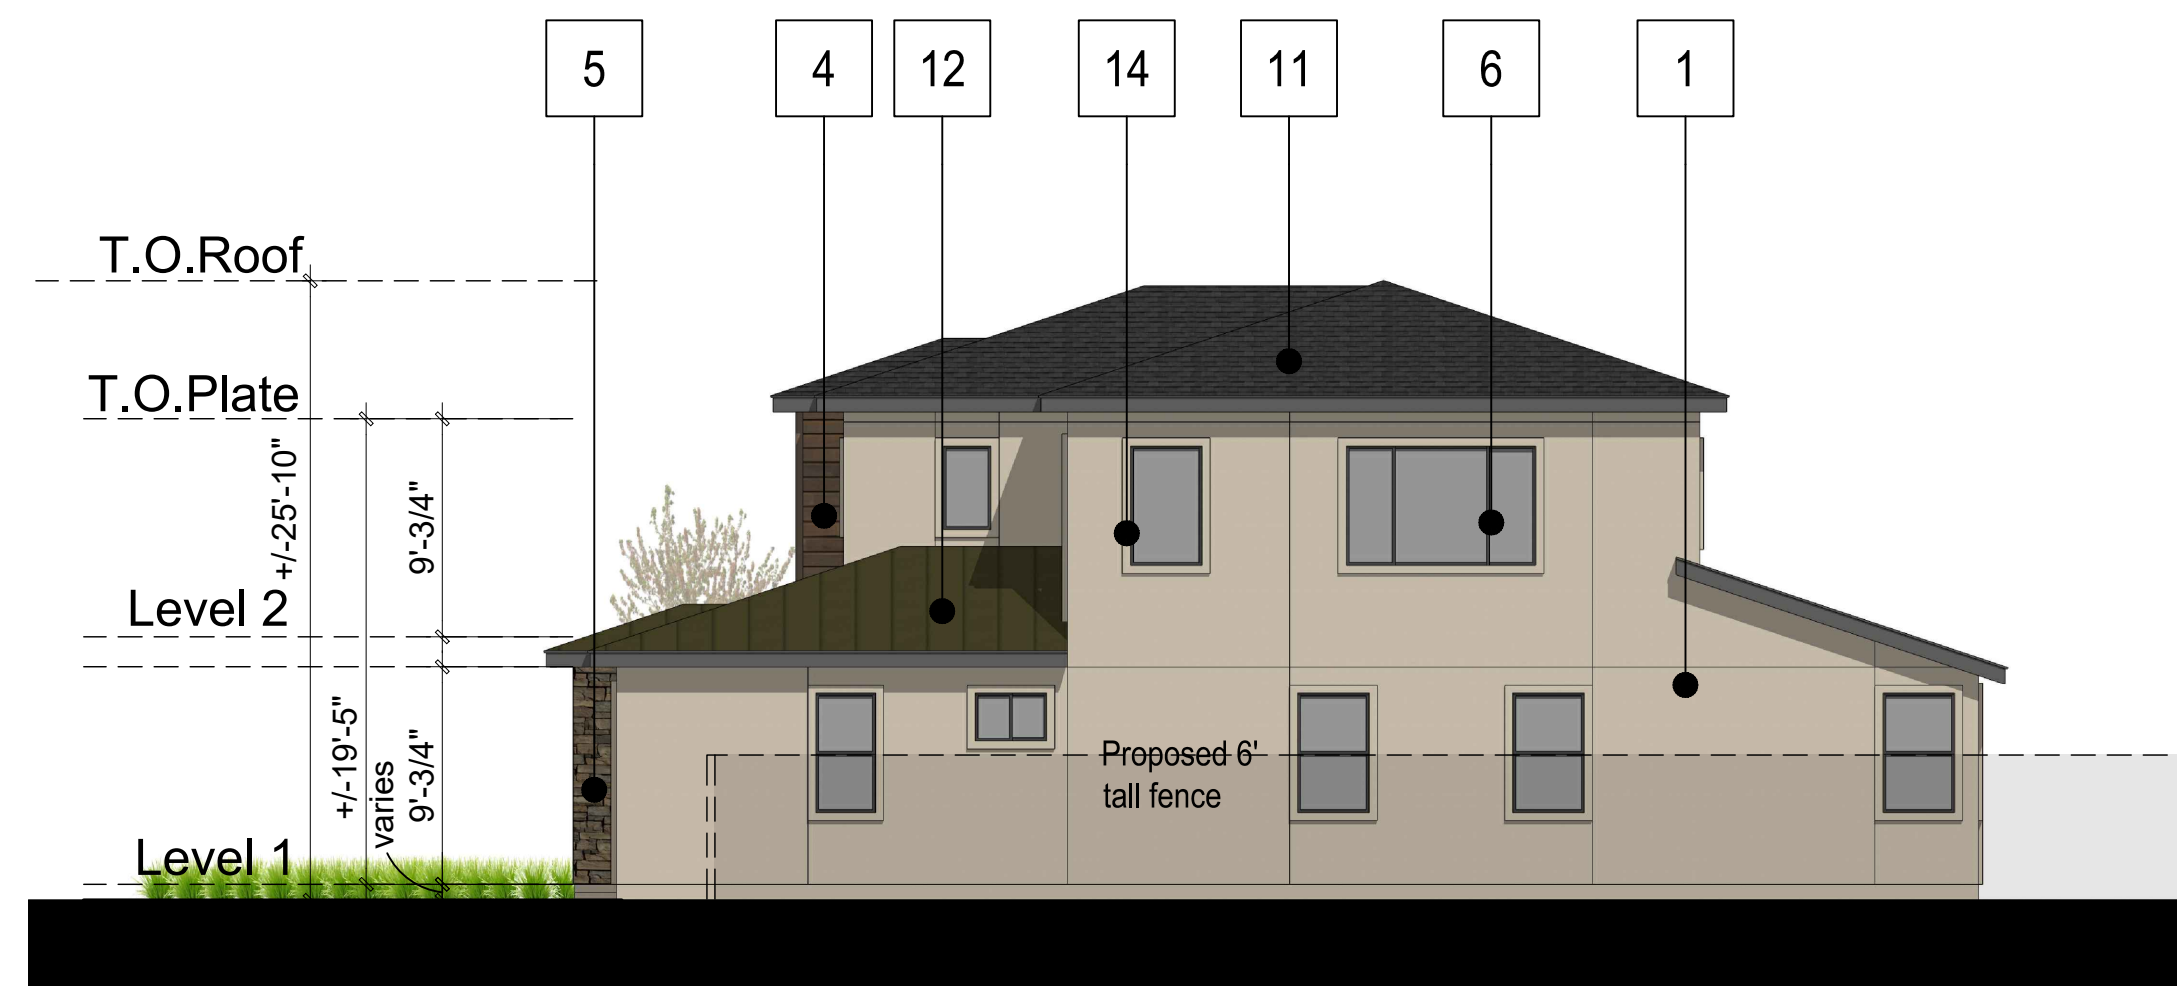 5
4
12
14
11
6
1
T.O.Roof
T.O.Plate
Level 2
Level 1
+/-25'-10"
+/-19'-5"
varies
9'-3/4"
9'-3/4"
Proposed 6'
tall fence